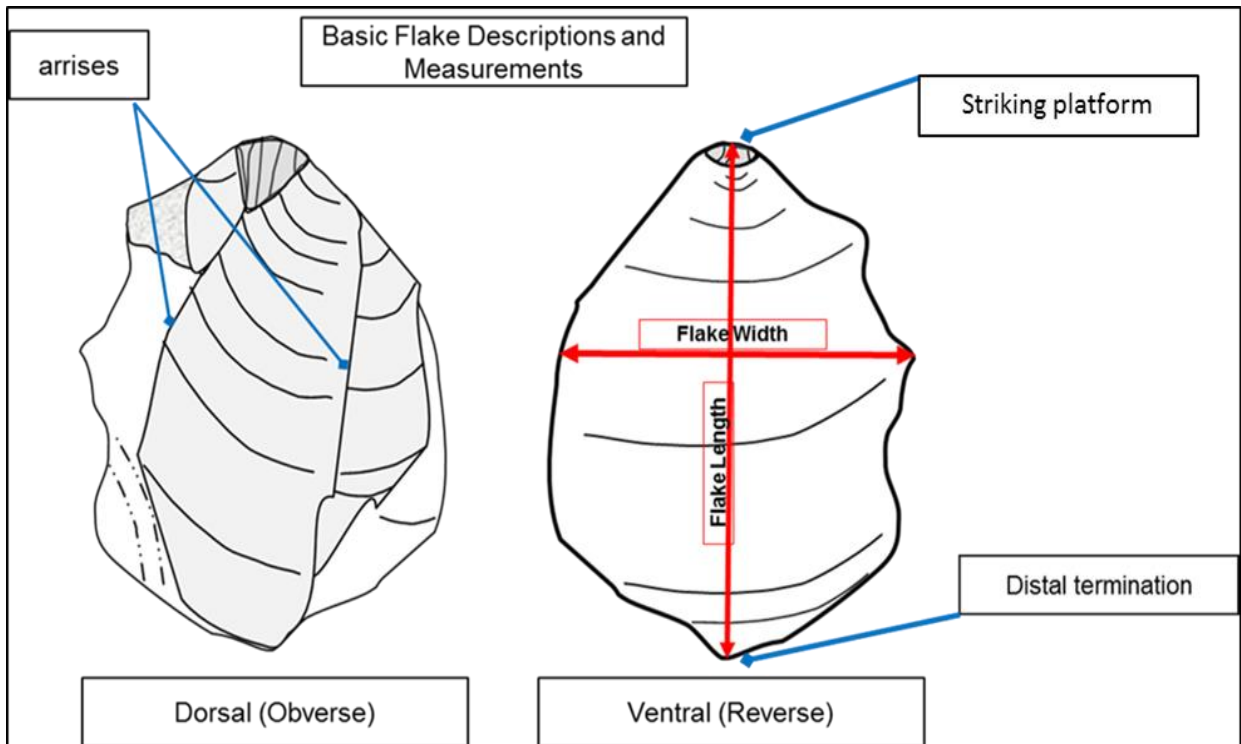 Basic Flake Descriptions and
Measurements
arrises
Striking platform
Flake Width
Flake Length
Distal termination
Dorsal (Obverse)
Ventral (Reverse)